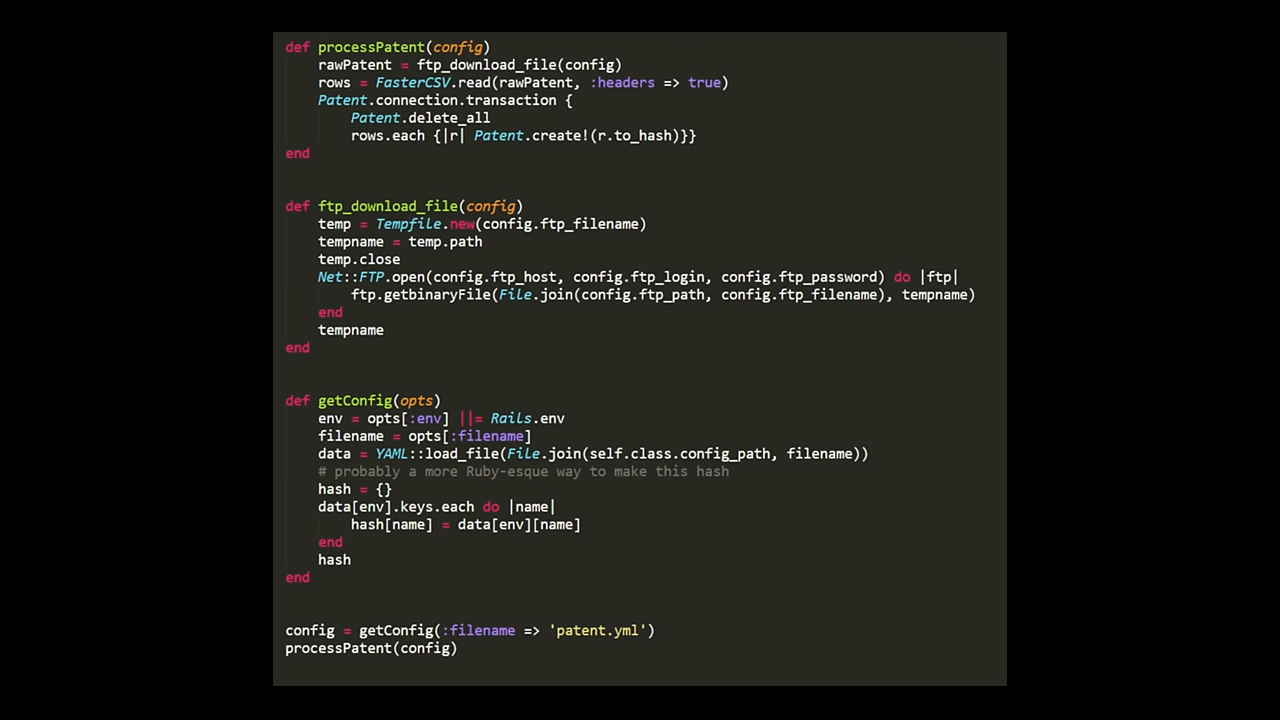 def processPatent(config)
    rawPatent = ftp_download_file(config)
    rows = FasterCSV.read(rawPatent, :headers => true)
    Patent.connection.transaction {
        Patent.delete_all
        rows.each {|r| Patent.create!(r.to_hash)}}
end
def ftp_download_file(config)
    temp = Tempfile.new(config.ftp_filename)
    tempname = temp.path
    temp.close
    Net::FTP.open(config.ftp_host, config.ftp_login, config.ftp_password) do |ftp|
        ftp.getbinaryFile(File.join(config.ftp_path, config.ftp_filename), tempname)
    end
    tempname
end
def getConfig(opts)
    env = opts[:env] ||= Rails.env
    filename = opts[:filename]
    data = YAML::load_file(File.join(self.class.config_path, filename))
    # probably a more Ruby-esque way to make this hash
    hash = {}
    data[env].keys.each do |name|
        hash[name] = data[env][name]
    end
    hash
end
config = getConfig(:filename => 'patent.yml')
processPatent(config)